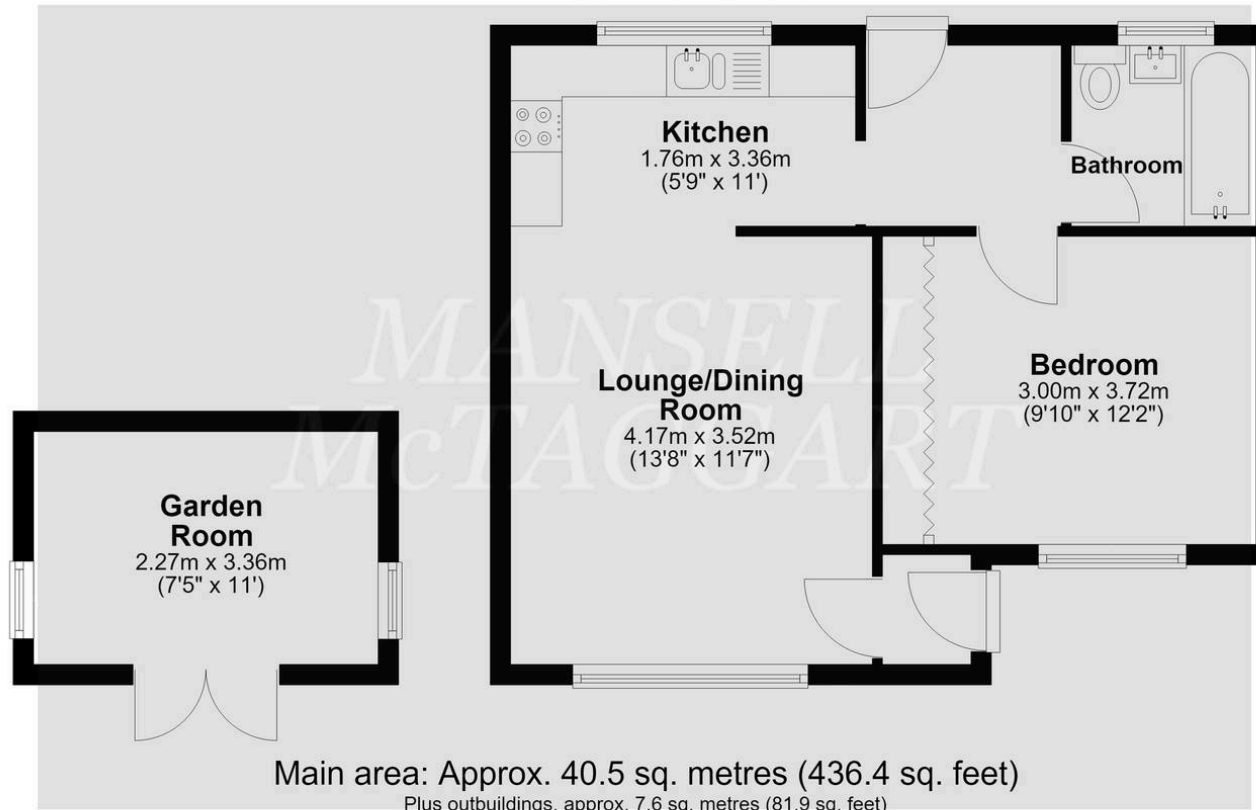 Kitchen
1.76m x 3.36m
(5'9" x 11')
Bathroom
MANSELL
McTAGGART
Lounge/Dining
Room
4.17m x 3.52m
(13'8" x 11'7")
Bedroom
3.00m x 3.72m
(9'10" x 12'2")
Garden
Room
2.27m x 3.36m
(7'5" x 11')
Main area: Approx. 40.5 sq. metres (436.4 sq. feet)
Plus outbuildings, approx. 7.6 sq. metres (81.9 sq. feet)